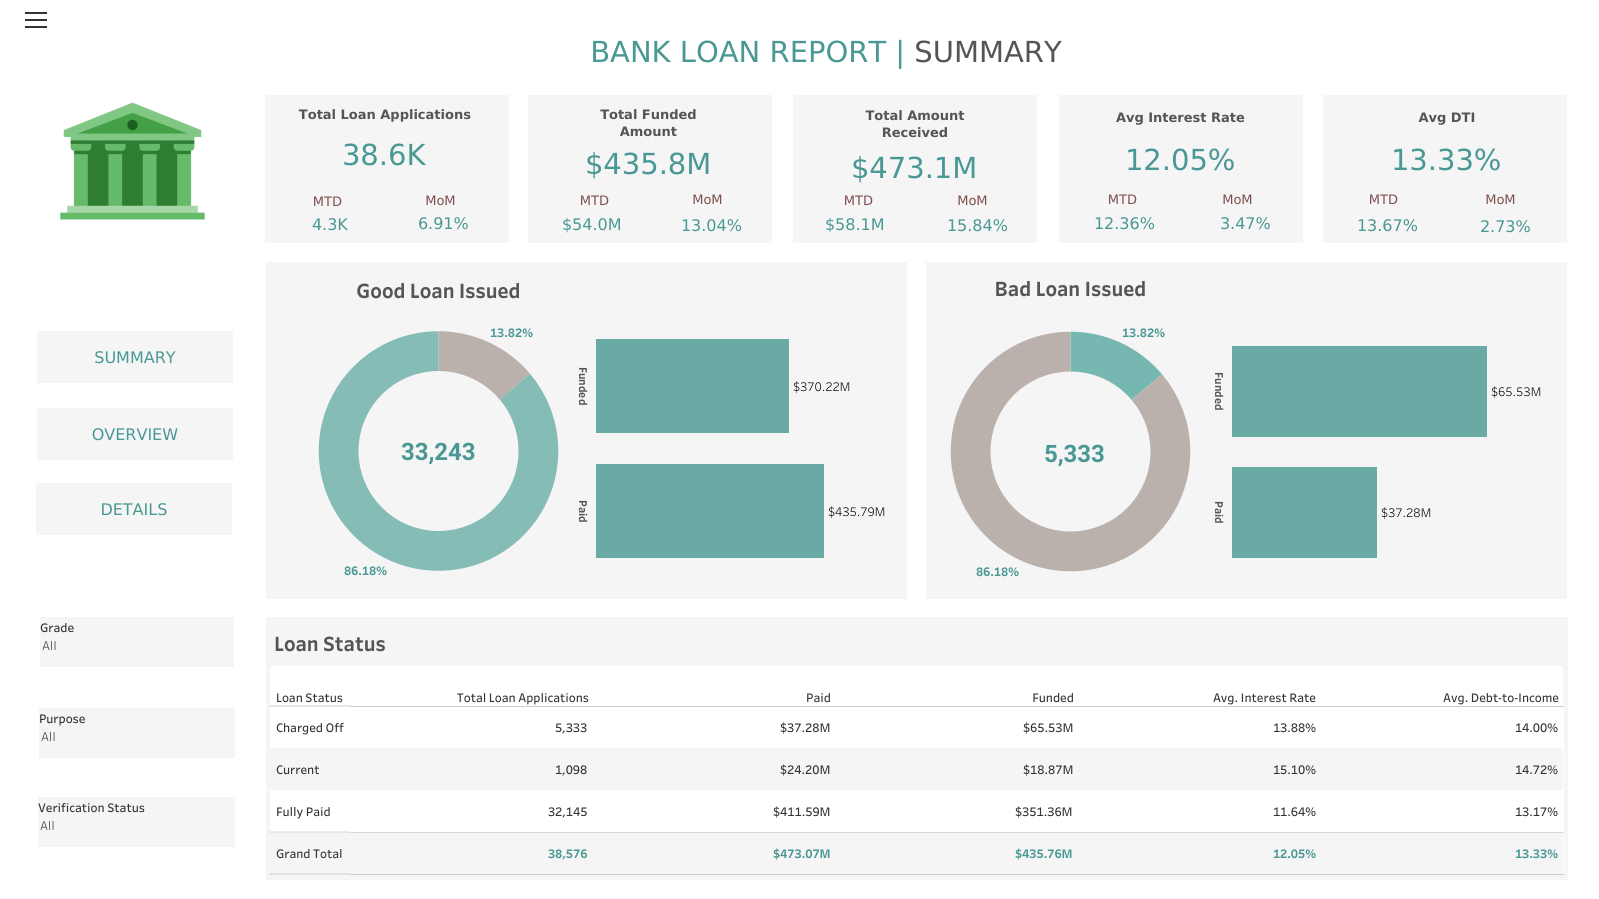 BANK LOAN REPORT | SUMMARY
Total Loan Applications
38.6K
MTD MoM
4.3K 6.91%
Total Funded
Amount
$435.8M
MTD MoM
$54.0M 13.04%
Total Amount
Received
$473.1M
MTD MoM
$58.1M 15.84%
Avg Interest Rate
12.05%
MTD MoM
12.36% 3.47%
Avg DTI
13.33%
MTD MoM
13.67% 2.73%
SUMMARY
OVERVIEW
DETAILS
Grade
All
Purpose
All
Verification Status
All
Good Loan Issued
13.82%
33,243
86.18%
Funded
$370.22M
Paid
$435.79M
Bad Loan Issued
13.82%
5,333
86.18%
Funded
$65.53M
Paid
$37.28M
Loan Status
Loan Status Total Loan Applications Paid Funded Avg. Interest Rate Avg. Debt-to-Income
Charged Off 5,333 $37.28M $65.53M 13.88% 14.00%
Current 1,098 $24.20M $18.87M 15.10% 14.72%
Fully Paid 32,145 $411.59M $351.36M 11.64% 13.17%
Grand Total 38,576 $473.07M $435.76M 12.05% 13.33%